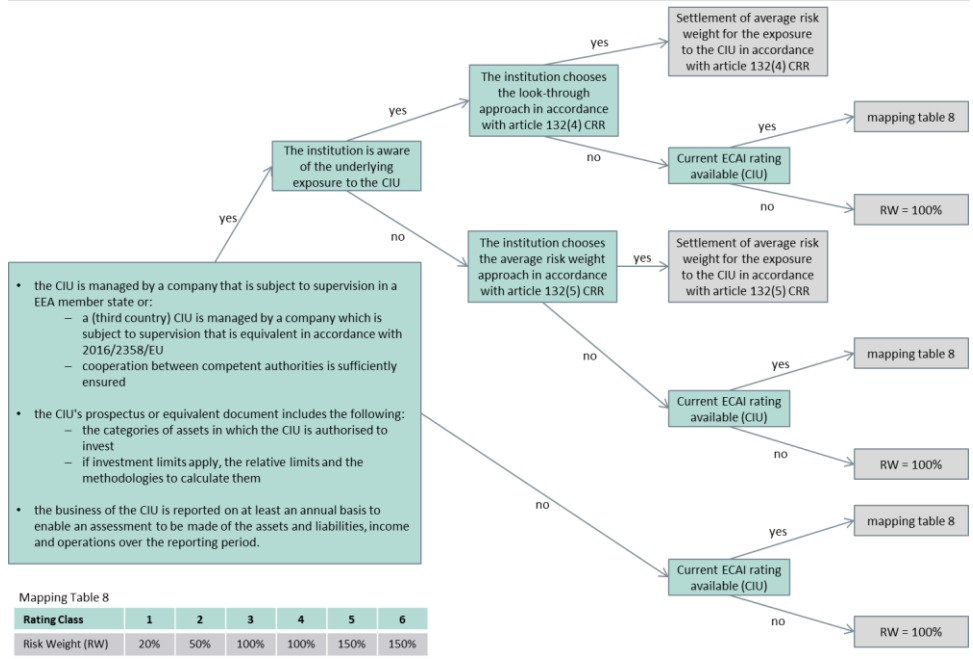 Settlement of average risk
weight for the exposure
to the CIU in accordance
with article 132(4) CRR
yes
The institution chooses
the look-through
approach in accordance
with article 132(4) CRR
yes
no
yes
mapping table 8
Current ECAI rating
available (CIU)
no
RW = 100%
The institution is aware
of the underlying
exposure to the CIU
yes
no
The institution chooses
the average risk weight
approach in accordance
with article 132(5) CRR
yes
Settlement of average risk
weight for the exposure
to the CIU in accordance
with article 132(5) CRR
no
yes
mapping table 8
Current ECAI rating
available (CIU)
no
RW = 100%
• the CIU is managed by a company that is subject to supervision in a
EEA member state or:
– a (third country) CIU is managed by a company which is
subject to supervision that is equivalent in accordance with
2016/2358/EU
– cooperation between competent authorities is sufficiently
ensured
• the CIU's prospectus or equivalent document includes the following:
– the categories of assets in which the CIU is authorised to
invest
– if investment limits apply, the relative limits and the
methodologies to calculate them
• the business of the CIU is reported on at least an annual basis to
enable an assessment to be made of the assets and liabilities, income
and operations over the reporting period.
no
yes
mapping table 8
Current ECAI rating
available (CIU)
no
RW = 100%
Mapping Table 8
Rating Class 1 2 3 4 5 6
Risk Weight (RW) 20% 50% 100% 100% 150% 150%